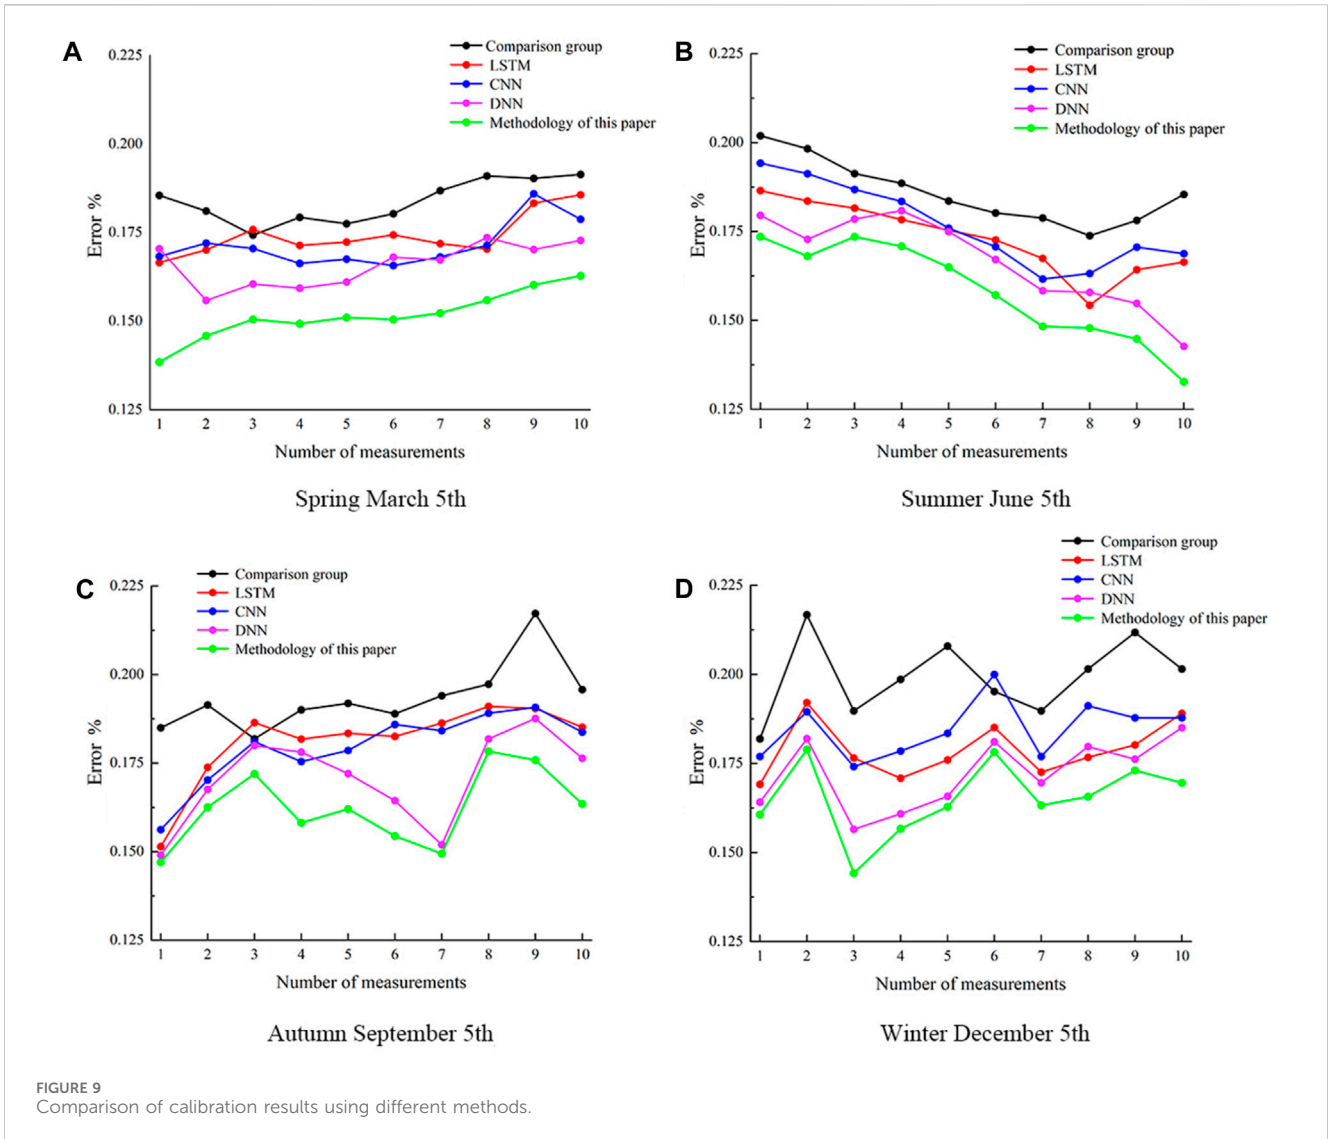 A
Comparison group
LSTM
CNN
DNN
Methodology of this paper
0.225
0.200
0.175
0.150
0.125
Error %
1 2 3 4 5 6 7 8 9 10
Number of measurements
Spring March 5th
B
Comparison group
LSTM
CNN
DNN
Methodology of this paper
0.225
0.200
0.175
0.150
0.125
Error %
1 2 3 4 5 6 7 8 9 10
Number of measurements
Summer June 5th
C
Comparison group
LSTM
CNN
DNN
Methodology of this paper
0.225
0.200
0.175
0.150
0.125
Error %
1 2 3 4 5 6 7 8 9 10
Number of measurements
Autumn September 5th
D
Comparison group
LSTM
CNN
DNN
Methodology of this paper
0.225
0.200
0.175
0.150
0.125
Error %
1 2 3 4 5 6 7 8 9 10
Number of measurements
Winter December 5th
FIGURE 9
Comparison of calibration results using different methods.